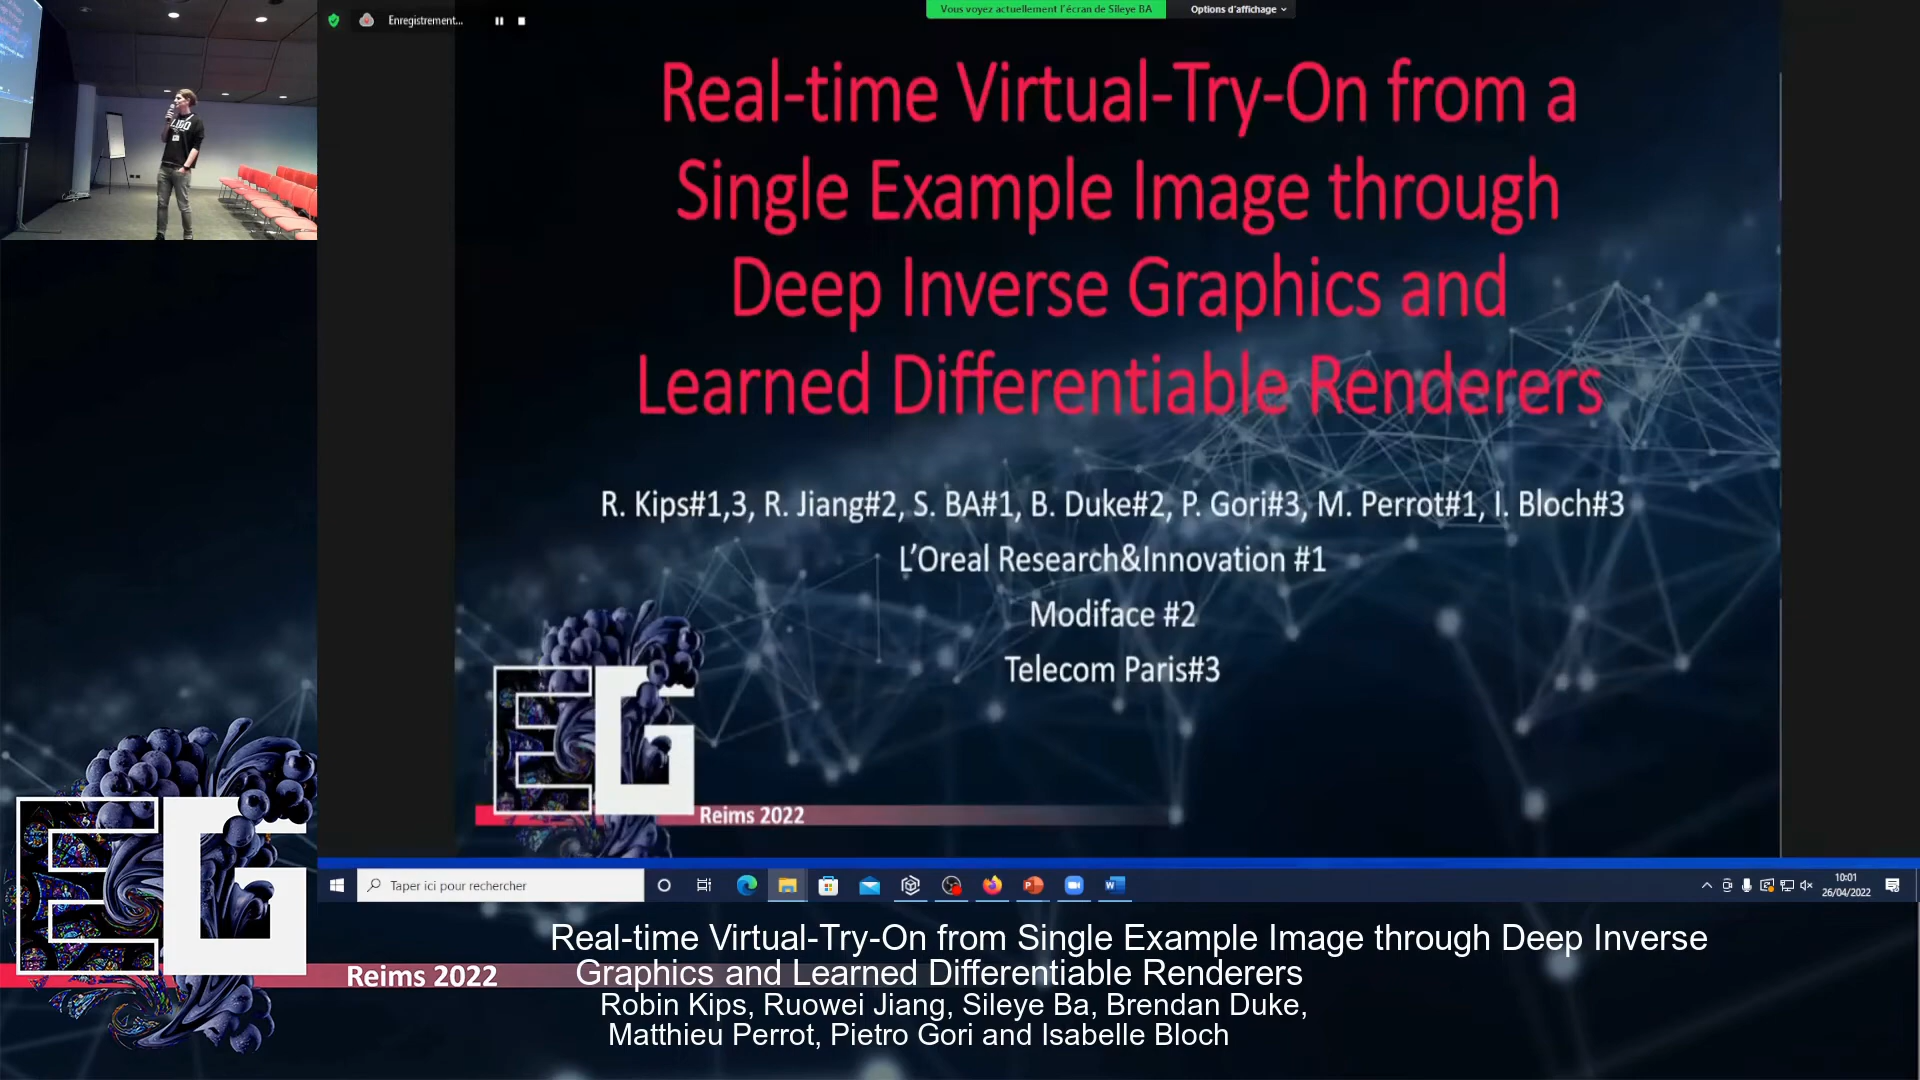 Enregistrement...
Vous voyez actuellement l'écran de Sileye BA
Options d'affichage
Real-time Virtual-Try-On from a
Single Example Image through
Deep Inverse Graphics and
Learned Differentiable Renderers
R. Kips#1,3, R. Jiang#2, S. BA#1, B. Duke#2, P. Gori#3, M. Perrot#1, I. Bloch#3
L'Oreal Research&Innovation #1
Modiface #2
Telecom Paris#3
EG
Reims 2022
Taper ici pour rechercher
10:01
26/04/2022
EG
Reims 2022
Real-time Virtual-Try-On from Single Example Image through Deep Inverse
Graphics and Learned Differentiable Renderers
Robin Kips, Ruowei Jiang, Sileye Ba, Brendan Duke,
Matthieu Perrot, Pietro Gori and Isabelle Bloch